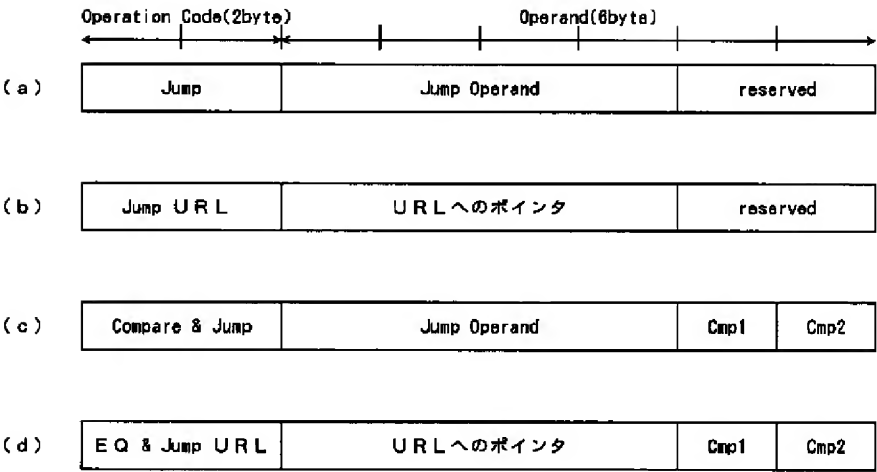 Operation Code(2byte) Operand(6byte)
(a) Jump Jump Operand reserved
(b) Jump URL URLへのポインタ reserved
(c) Compare & Jump Jump Operand Cmp1 Cmp2
(d) EQ & Jump URL URLへのポインタ Cmp1 Cmp2